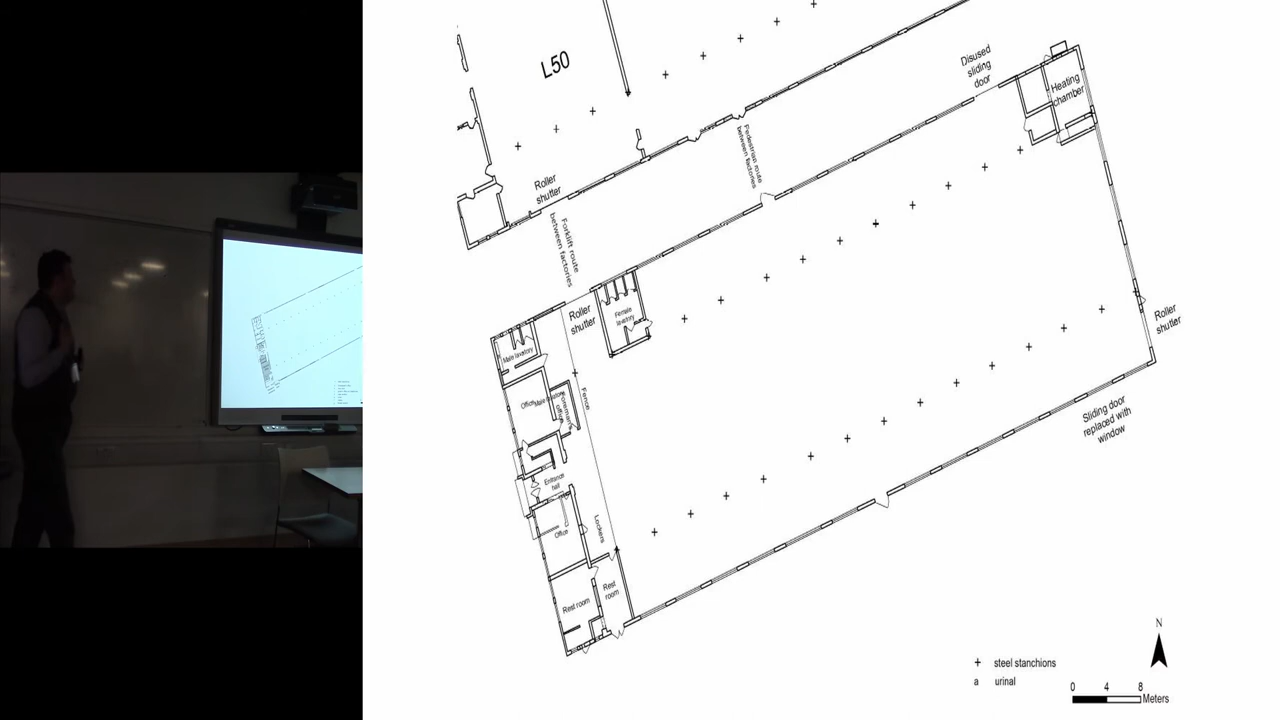 L50
Disused
sliding
door
Heating
chamber
Roller
shutter
Pedestrian route
between factories
Forklift route
between factories
Roller
shutter
Female
lavatory
Male lavatory
Roller
shutter
Office
Foreman's
office
Fence
Sliding door
replaced with
window
Entrance
hall
Lockers
Office
Rest room
Rest
room
N
+ steel stanchions
a urinal
0 4 8
Meters